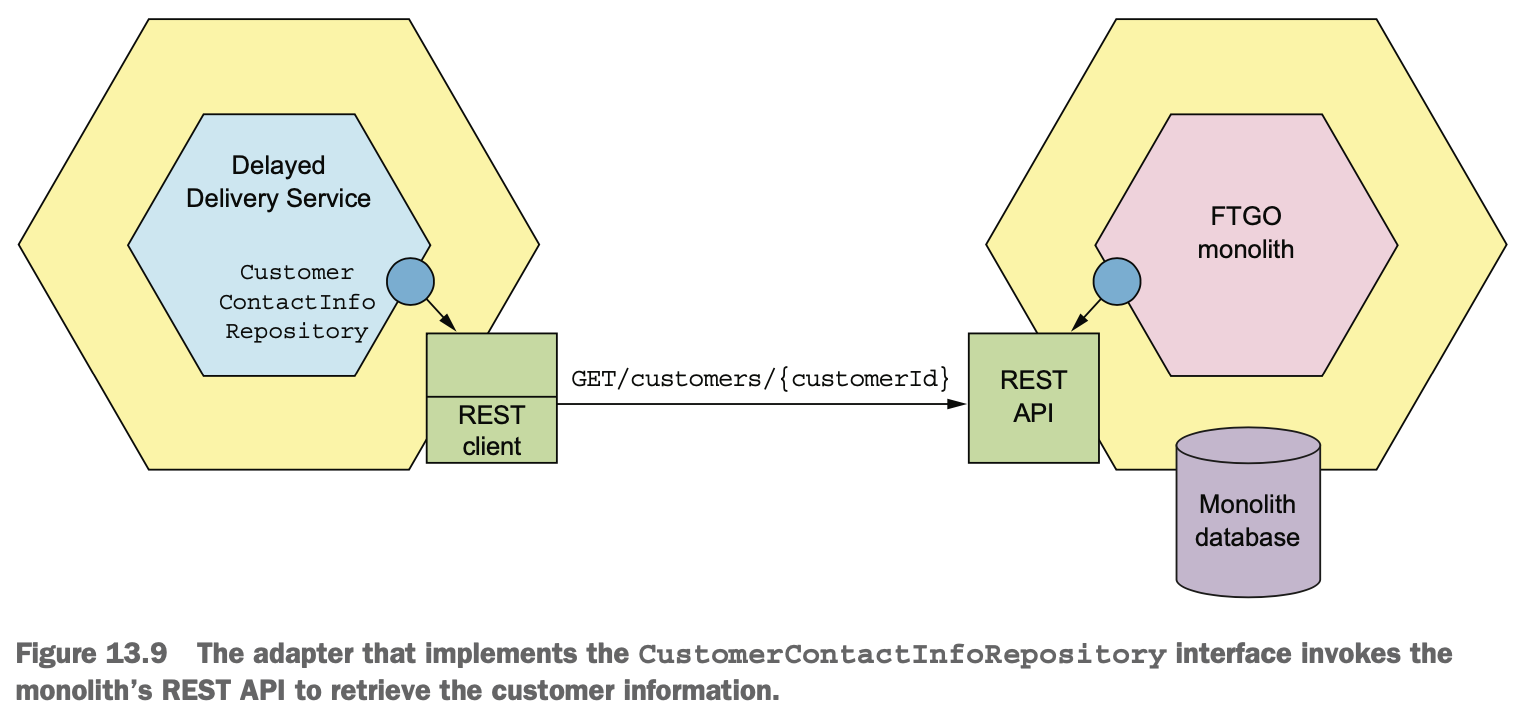 Delayed
Delivery Service
Customer
ContactInfo
Repository
REST
client
GET/customers/{customerId}
FTGO
monolith
REST
API
Monolith
database
Figure 13.9 The adapter that implements the CustomerContactInfoRepository interface invokes the
monolith’s REST API to retrieve the customer information.